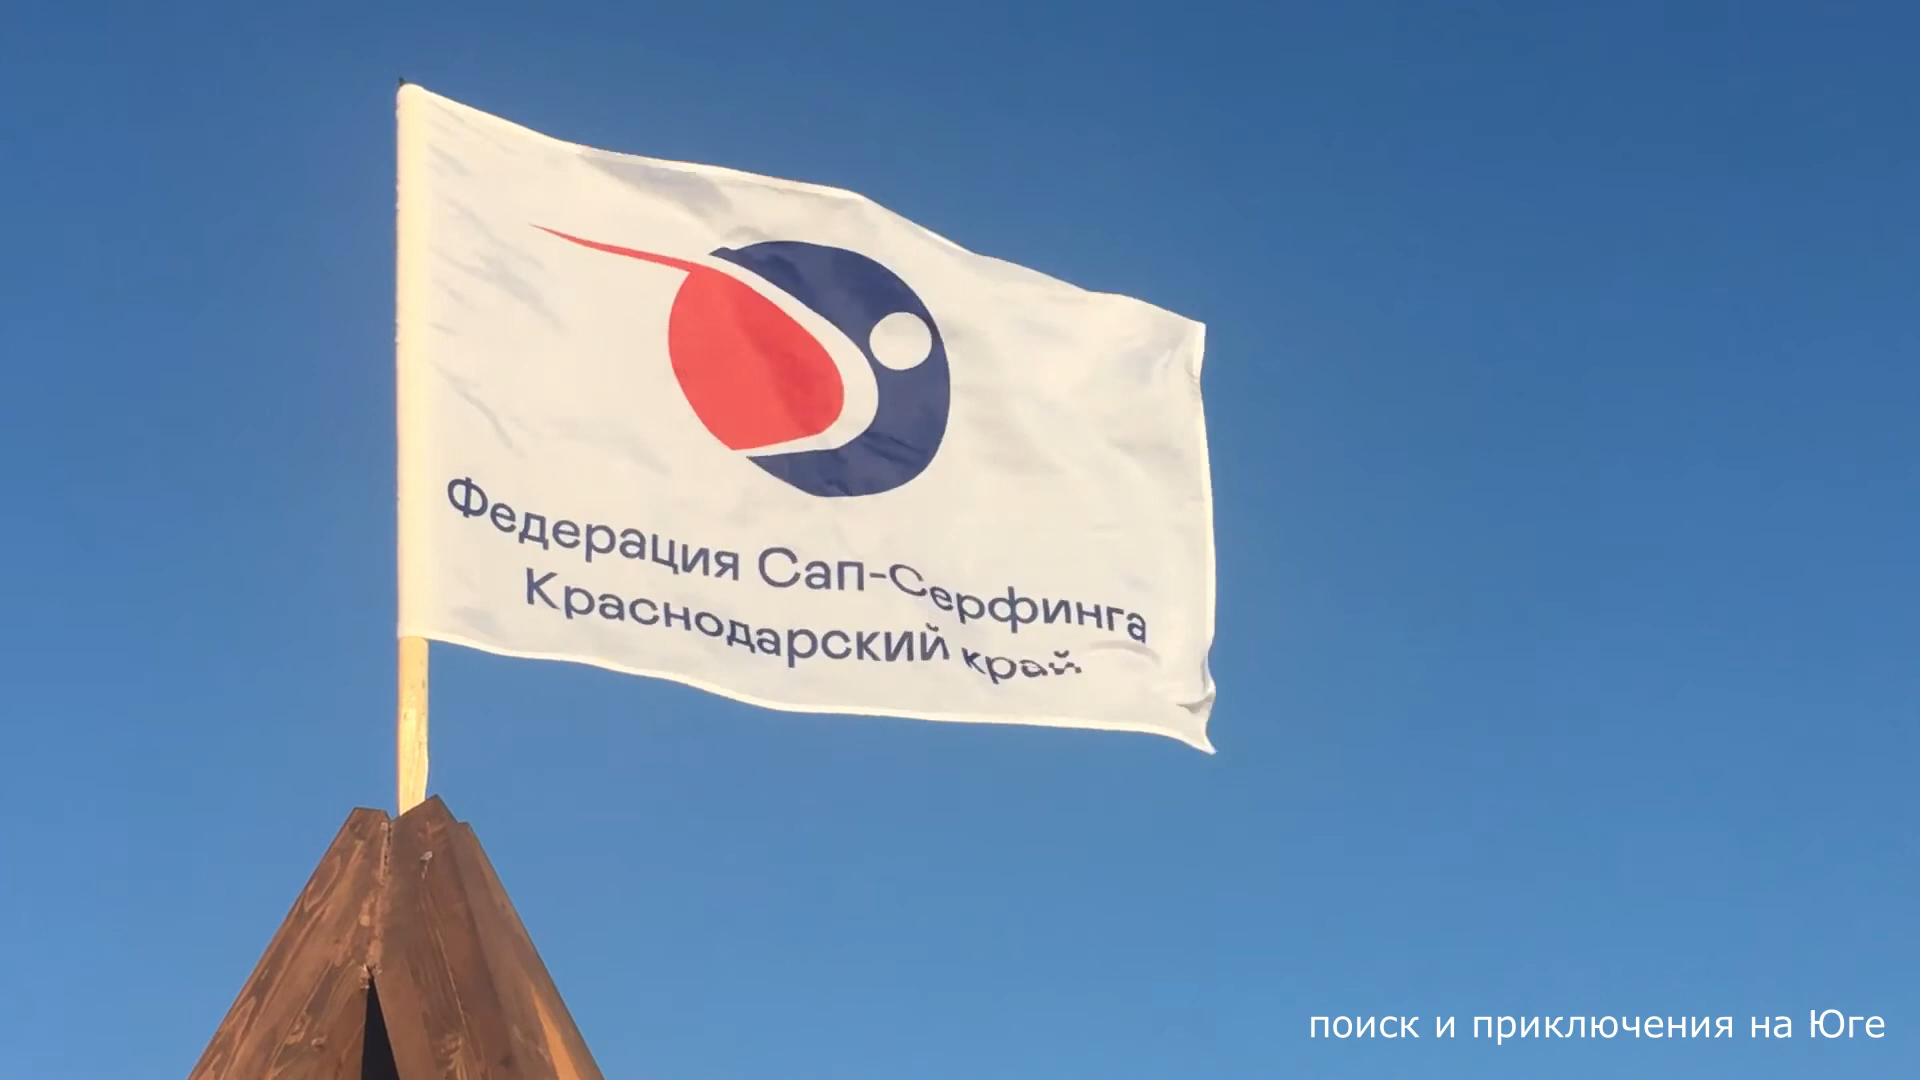 Федерация Сап-Серфинга
Краснодарский край
поиск и приключения на Юге